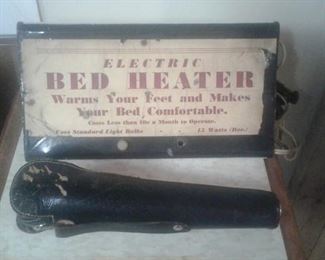 ELECTRIC
BED HEATER
Warms Your Feet and Makes
Your Bed Comfortable.
Costs Less than 10c a Month to Operate.
Uses Standard Light Bulbs - 15 Watts (Rec.)